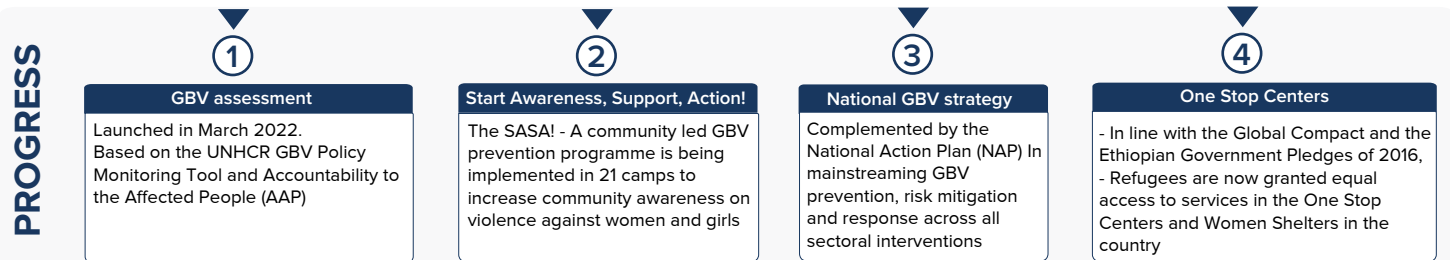 PROGRESS
1
GBV assessment
Launched in March 2022.
Based on the UNHCR GBV Policy
Monitoring Tool and Accountability to
the Affected People (AAP)
2
Start Awareness, Support, Action!
The SASA! - A community led GBV
prevention programme is being
implemented in 21 camps to
increase community awareness on
violence against women and girls
3
National GBV strategy
Complemented by the
National Action Plan (NAP) In
mainstreaming GBV
prevention, risk mitigation
and response across all
sectoral interventions
4
One Stop Centers
- In line with the Global Compact and the
Ethiopian Government Pledges of 2016,
- Refugees are now granted equal
access to services in the One Stop
Centers and Women Shelters in the
country